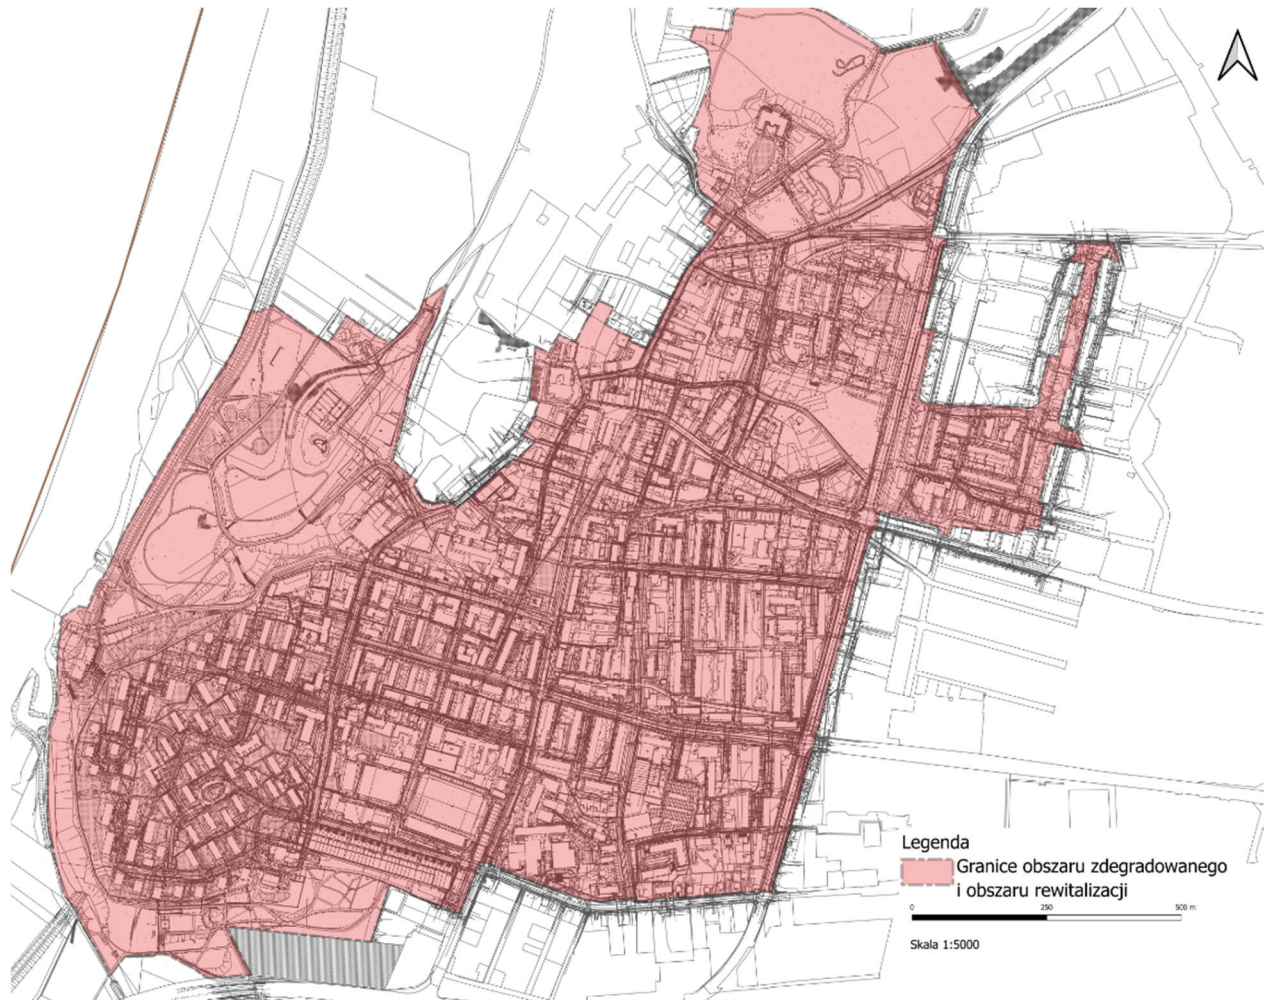 Legenda
Granice obszaru zdegradowanego
i obszaru rewitalizacji
0 250 500 m
Skala 1:5000